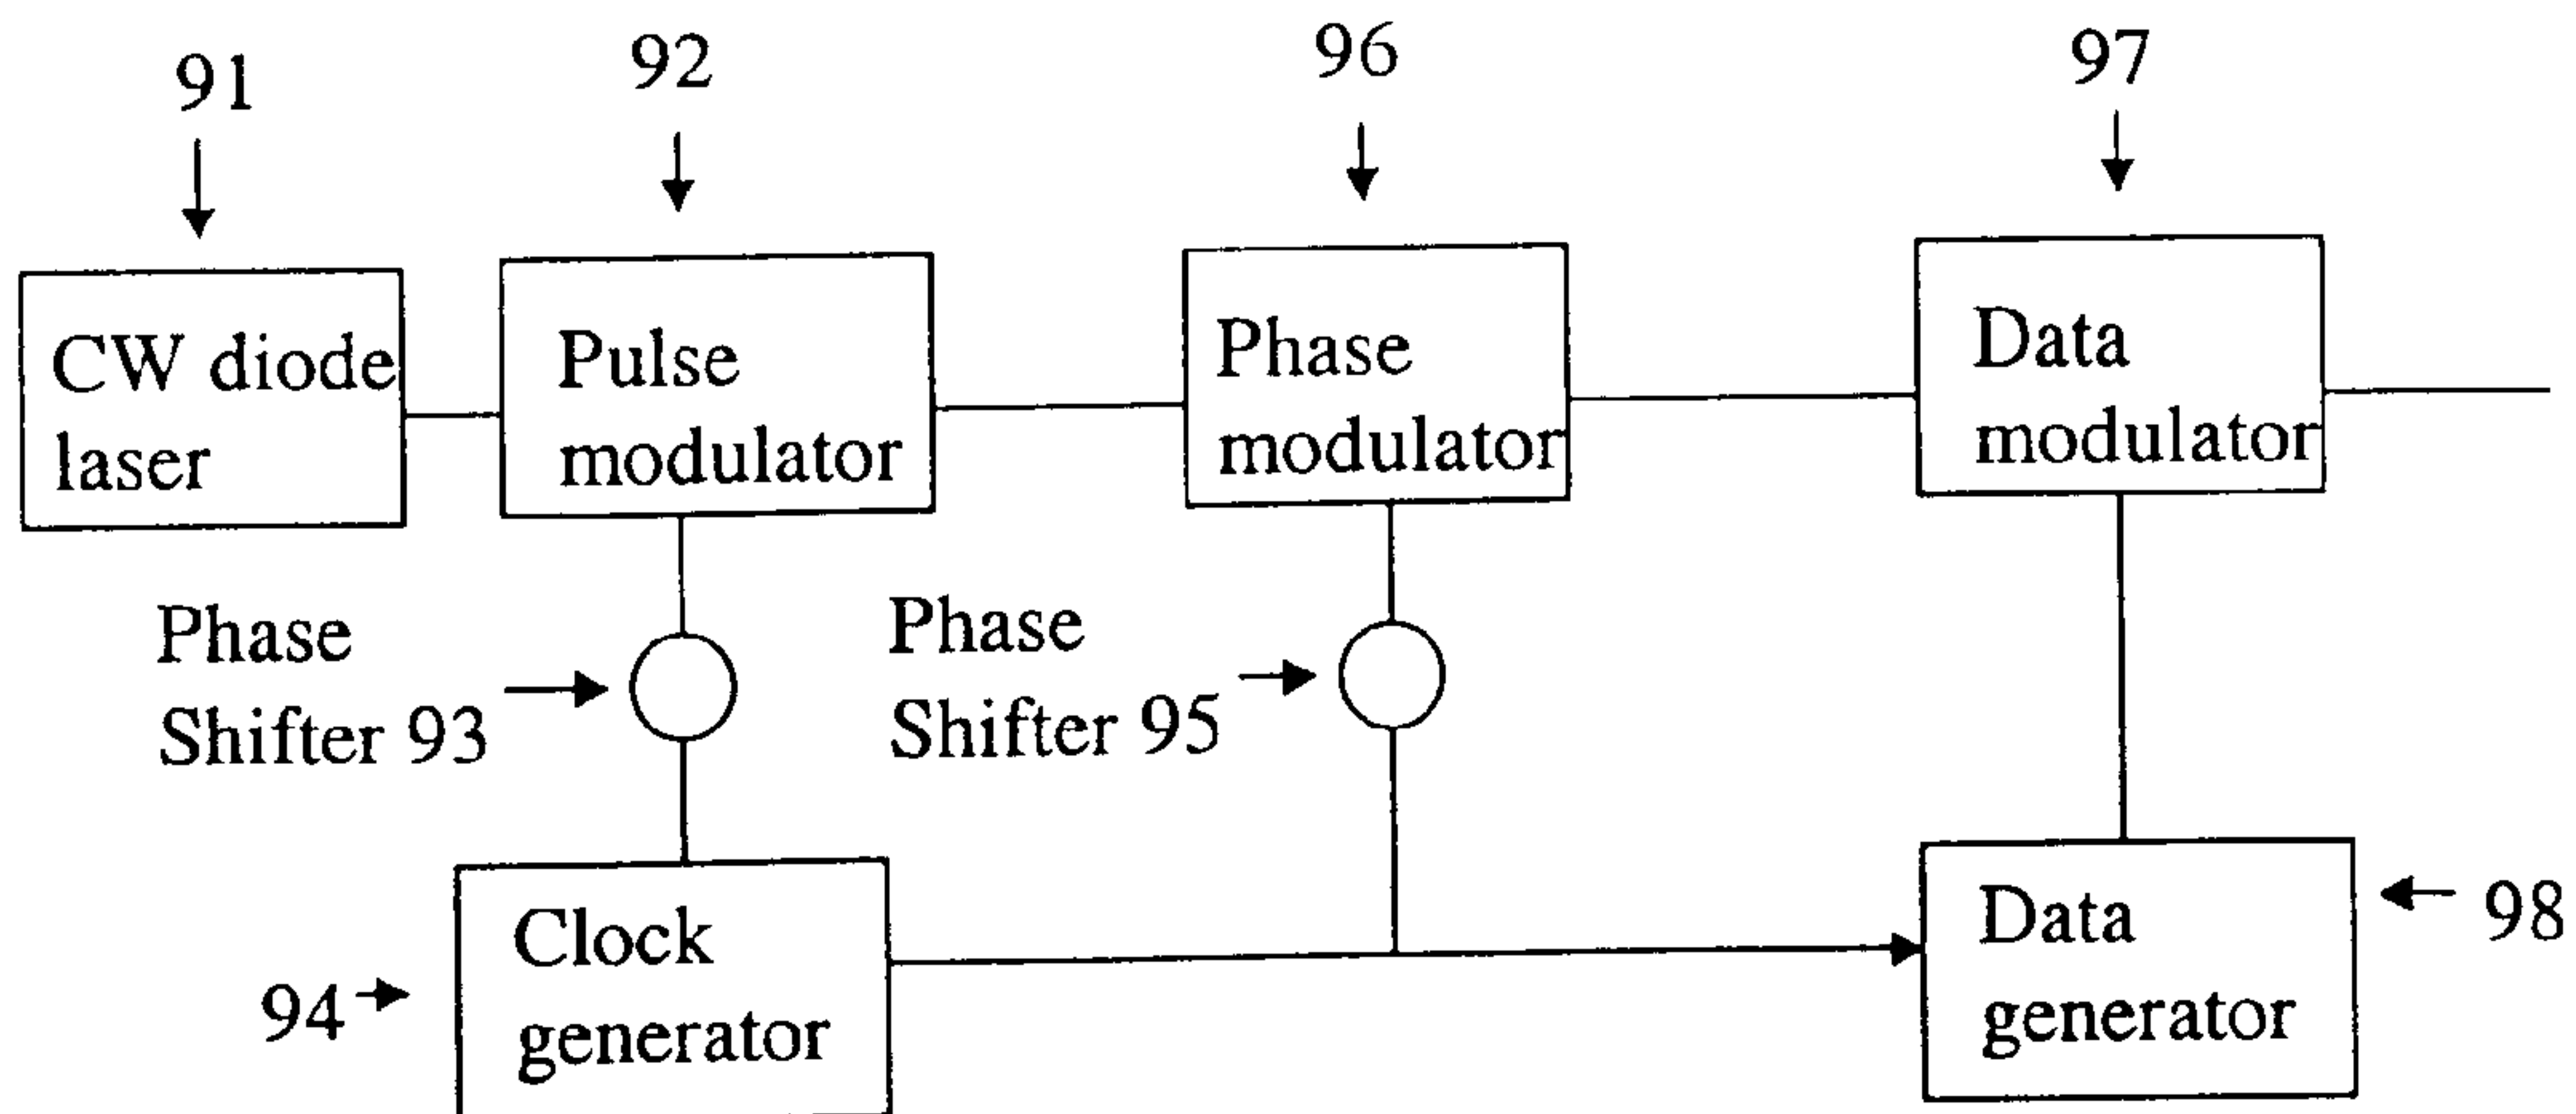 91
92
96
97
CW diode
laser
Pulse
modulator
Phase
modulator
Data
modulator
Phase
Shifter 93
Phase
Shifter 95
94
Clock
generator
Data
generator
98